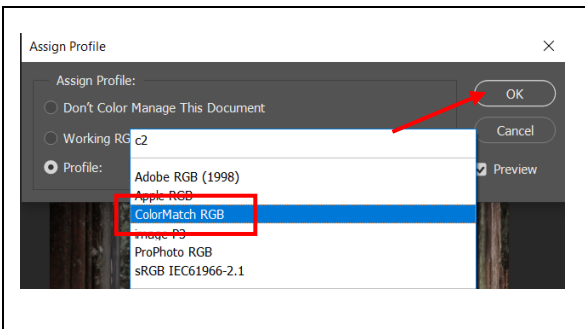 Assign Profile
Assign Profile:
Don't Color Manage This Document
OK
Working RG
c2
Cancel
Profile:
Preview
Adobe RGB (1998)
Apple RGB
ColorMatch RGB
image P3
ProPhoto RGB
sRGB IEC61966-2.1